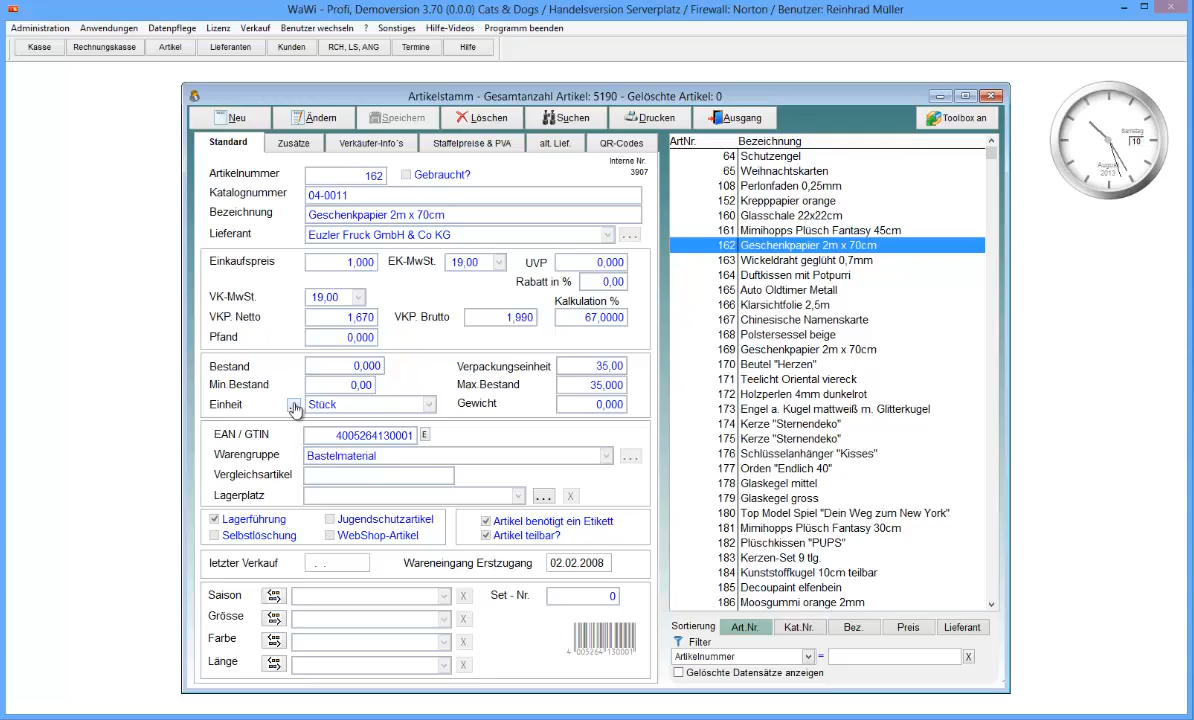 WaWi - Profi, Demoversion 3.70 (0.0.0) Cats & Dogs / Handelsversion Serverplatz / Firewall: Norton / Benutzer: Reinhrad Müller
Administration Anwendungen Datenpflege Lizenz Verkauf Benutzer wechseln ? Sonstiges Hilfe-Videos Programm beenden
Kasse Rechnungskasse Artikel Lieferanten Kunden RCH, LS, ANG Termine Hilfe
Artikelstamm - Gesamtanzahl Artikel: 5190 - Gelöschte Artikel: 0
Neu Ändern Speichern Löschen Suchen Drucken Ausgang Toolbox an
Standard Zusätze Verkäufer-Info´s Staffelpreise & PVA alt. Lief. QR-Codes
Interne Nr.
3907
Artikelnummer 162 Gebraucht?
Katalognummer 04-0011
Bezeichnung Geschenkpapier 2m x 70cm
Lieferant Euzler Fruck GmbH & Co KG ...
Einkaufspreis 1,000 EK-MwSt. 19,00 UVP 0,000
Rabatt in % 0,00
VK-MwSt. 19,00 Kalkulation %
VKP. Netto 1,670 VKP. Brutto 1,990 67,0000
Pfand 0,000
Bestand 0,000 Verpackungseinheit 35,00
Min.Bestand 0,00 Max.Bestand 35,000
Einheit Stück Gewicht 0,000
EAN / GTIN 4005264130001 E
Warengruppe Bastelmaterial ...
Vergleichsartikel
Lagerplatz ... X
Lagerführung Jugendschutzartikel Artikel benötigt ein Etikett
Selbstlöschung WebShop-Artikel Artikel teilbar?
letzter Verkauf . . Wareneingang Erstzugang 02.02.2008
Saison X Set - Nr. 0
Grösse X
Farbe X
Länge X
4 005264 130001
ArtNr. Bezeichnung
64 Schutzengel
65 Weihnachtskarten
108 Perlonfaden 0,25mm
152 Krepppapier orange
160 Glasschale 22x22cm
161 Mimihopps Plüsch Fantasy 45cm
162 Geschenkpapier 2m x 70cm
163 Wickeldraht geglüht 0,7mm
164 Duftkissen mit Potpurri
165 Auto Oldtimer Metall
166 Klarsichtfolie 2,5m
167 Chinesische Namenskarte
168 Polstersessel beige
169 Geschenkpapier 2m x 70cm
170 Beutel "Herzen"
171 Teelicht Oriental viereck
172 Holzperlen 4mm dunkelrot
173 Engel a. Kugel mattweiß m. Glitterkugel
174 Kerze "Sternendeko"
175 Kerze "Sternendeko"
176 Schlüsselanhänger "Kisses"
177 Orden "Endlich 40"
178 Glaskegel mittel
179 Glaskegel gross
180 Top Model Spiel "Dein Weg zum New York"
181 Mimihopps Plüsch Fantasy 30cm
182 Plüschkissen "PUPS"
183 Kerzen-Set 9 tlg.
184 Kunststoffkugel 10cm teilbar
185 Decoupaint elfenbein
186 Moosgummi orange 2mm
Sortierung Art.Nr. Kat.Nr. Bez. Preis Lieferant
Filter
Artikelnummer = X
Gelöschte Datensätze anzeigen
Samstag
10
August
2013